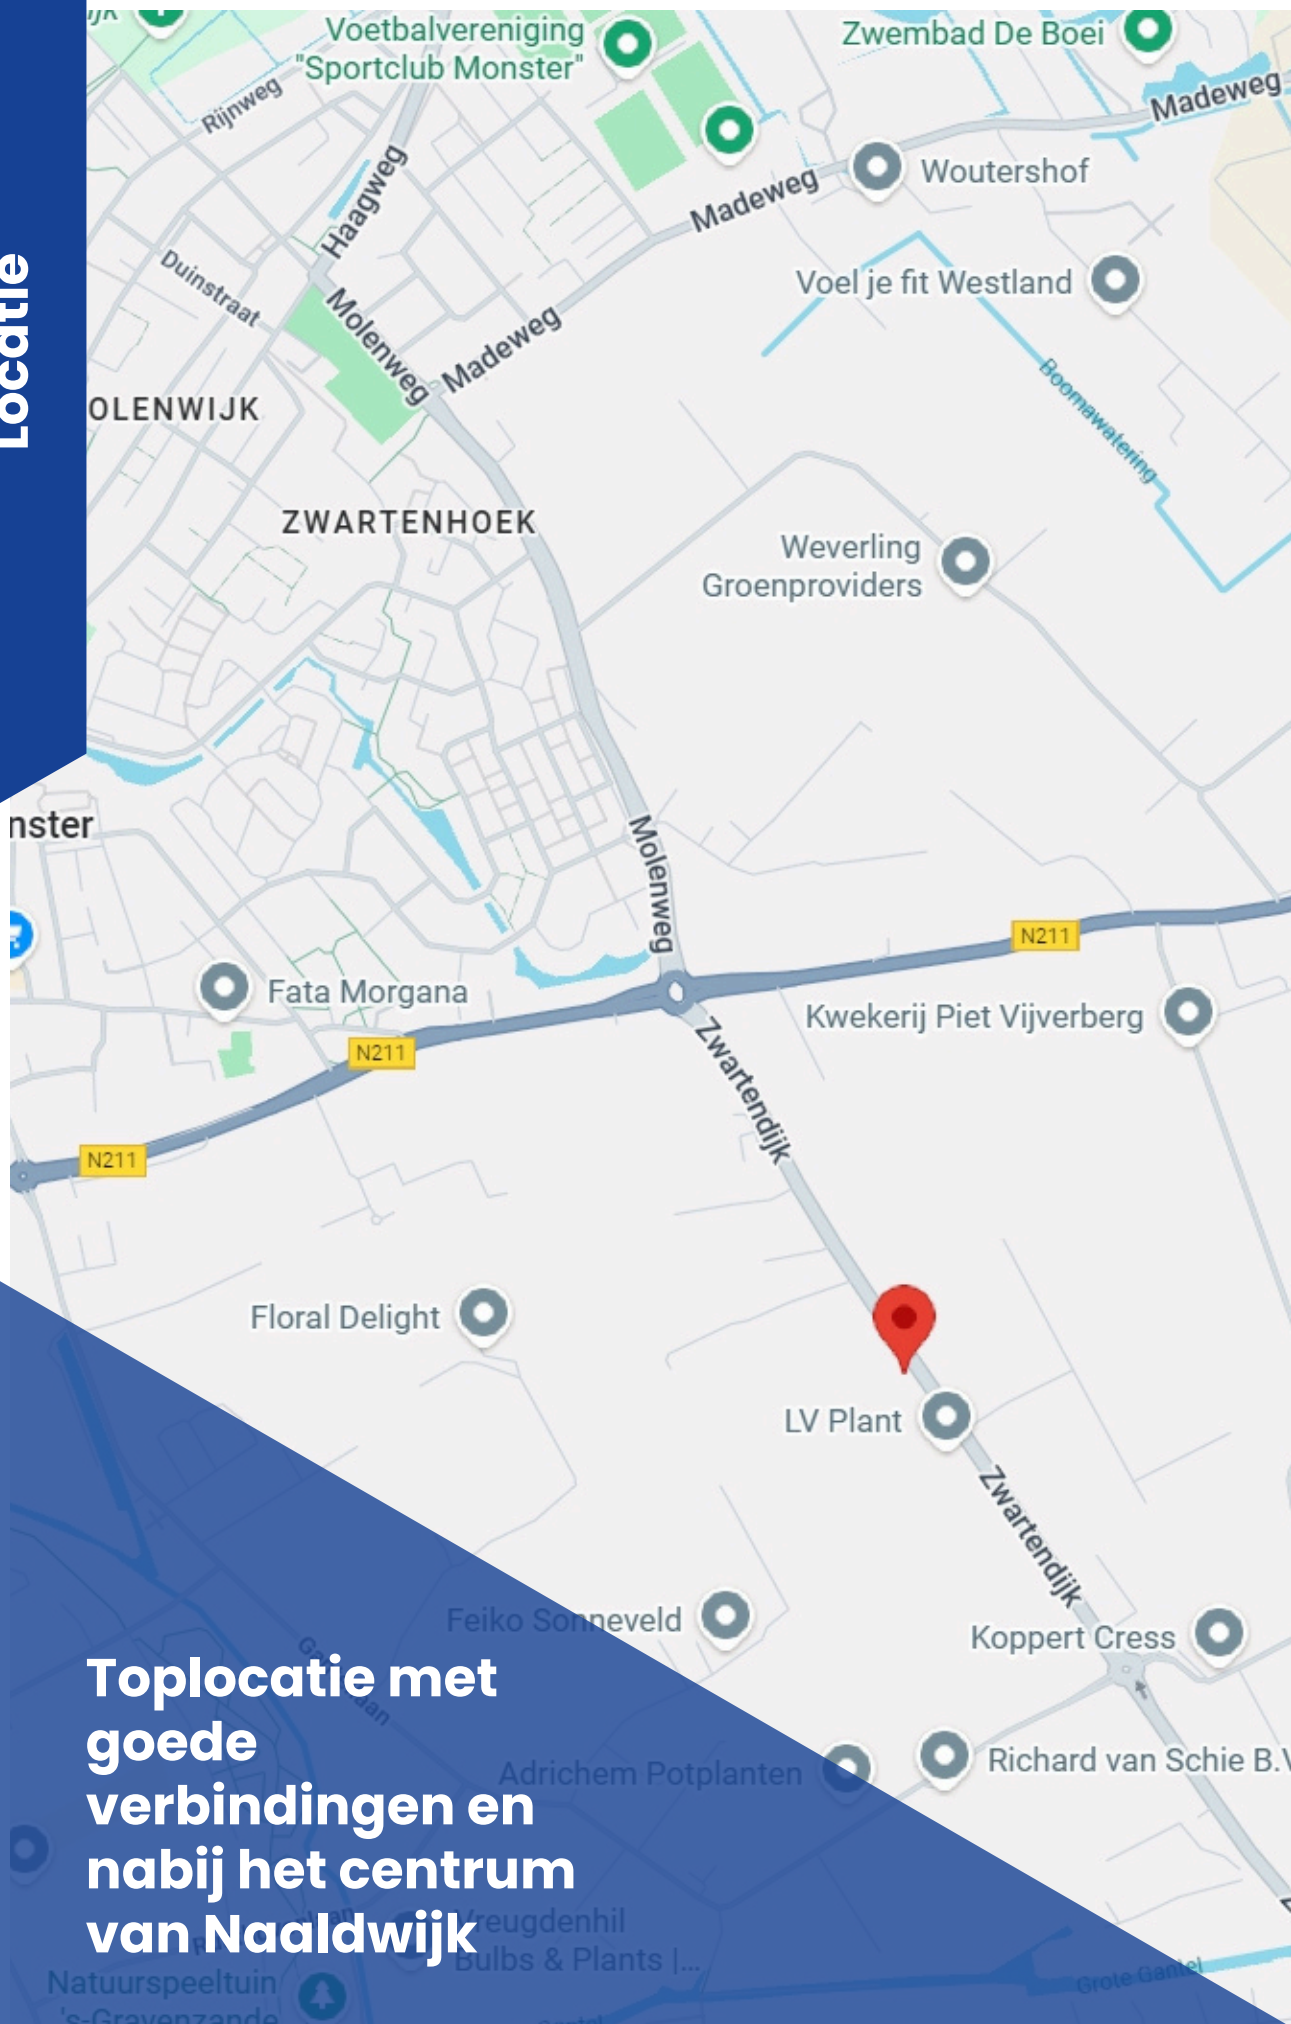 Locatie
Voetbalvereniging
"Sportclub Monster"
Zwembad De Boei
Madeweg
Rijnweg
Haagweg
Madeweg
Woutershof
Duinstraat
Voel je fit Westland
Molenweg
Madeweg
Boomawatering
OLENWIJK
ZWARTENHOEK
Weverling
Groenproviders
nster
Molenweg
N211
Fata Morgana
Kwekerij Piet Vijverberg
N211
Zwartendijk
N211
Floral Delight
LV Plant
Zwartendijk
Feiko Sonneveld
Koppert Cress
Richard van Schie B.V
Adrichem Potplanten
Toplocatie met
goede
verbindingen en
nabij het centrum
van Naaldwijk
Vreugdenhil
Bulbs & Plants |...
Natuurspeeltuin
's-Gravenzande
Grote Gantel
Gantel